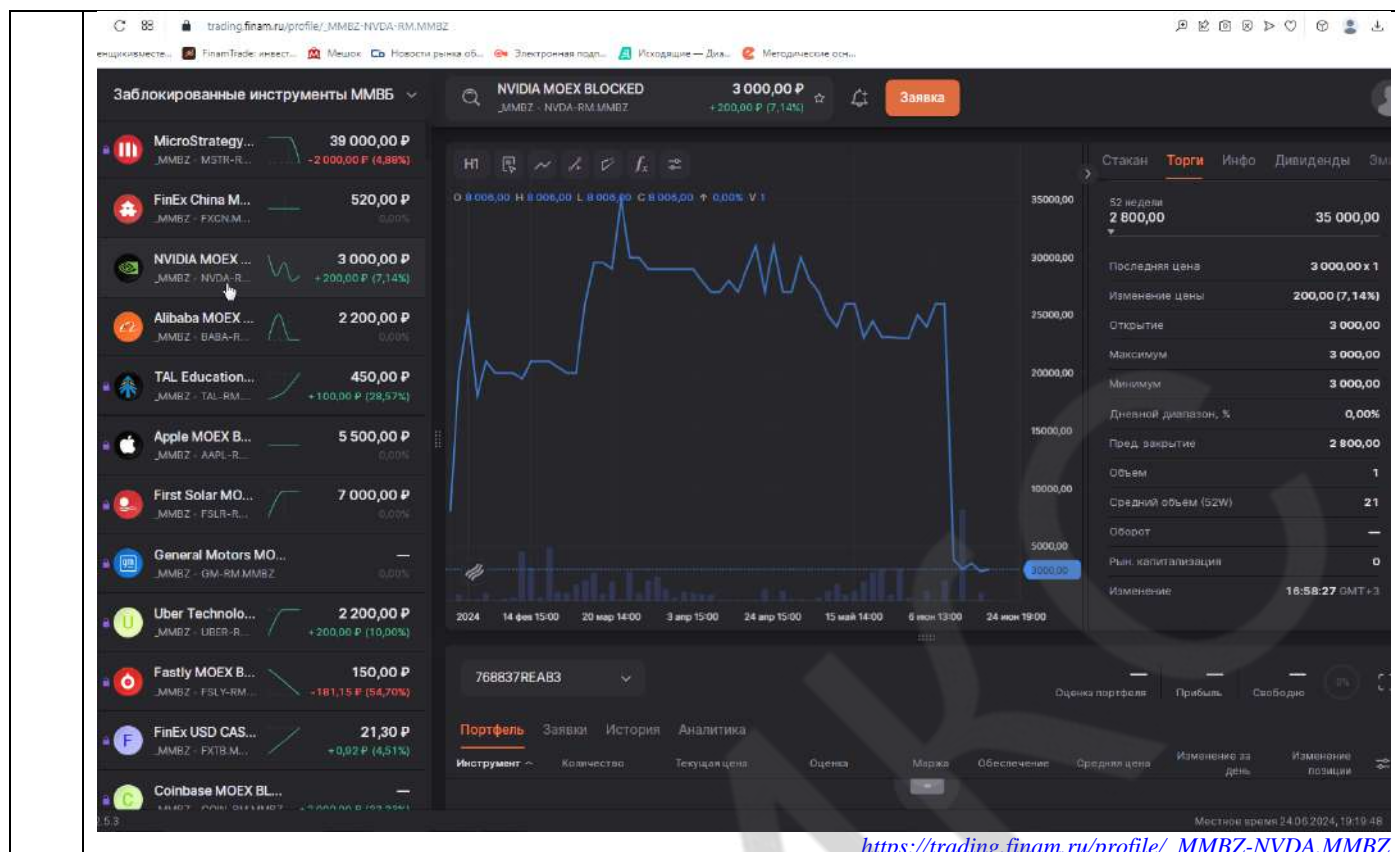 trading.finam.ru/profile/_MMBZ-NVDA-RM.MMBZ
енщикивместе... FinamTrade: инвест... Мешок Новости рынка об... Электронная подп... Исходящие — Диа... Методические осн...
Заблокированные инструменты ММВБ
NVIDIA MOEX BLOCKED 3 000,00 ₽
_MMBZ - NVDA-RM.MMBZ +200,00 ₽ (7,14%)
Заявка
MicroStrategy... 39 000,00 ₽
_MMBZ - MSTR-R... -2 000,00 ₽ (4,88%)
FinEx China M... 520,00 ₽
_MMBZ - FXCN.M... 0,00%
NVIDIA MOEX ... 3 000,00 ₽
_MMBZ - NVDA-R... +200,00 ₽ (7,14%)
Alibaba MOEX ... 2 200,00 ₽
_MMBZ - BABA-R... 0,00%
TAL Education... 450,00 ₽
_MMBZ - TAL-RM... +100,00 ₽ (28,57%)
Apple MOEX B... 5 500,00 ₽
_MMBZ - AAPL-R... 0,00%
First Solar MO... 7 000,00 ₽
_MMBZ - FSLR-R... 0,00%
General Motors MO... —
_MMBZ - GM-RM.MMBZ 0,00%
Uber Technolo... 2 200,00 ₽
_MMBZ - UBER-R... +200,00 ₽ (10,00%)
Fastly MOEX B... 150,00 ₽
_MMBZ - FSLY-RM... -181,15 ₽ (54,70%)
FinEx USD CAS... 21,30 ₽
_MMBZ - FXTB.M... +0,92 ₽ (4,51%)
Coinbase MOEX BL... —
2.5.3
H1
O 8 006,00 H 8 006,00 L 8 006,00 C 8 006,00 0,00% V 1
35000,00
30000,00
25000,00
20000,00
15000,00
10000,00
5000,00
3000,00
2024 14 фев 15:00 20 мар 14:00 3 апр 15:00 24 апр 15:00 15 май 14:00 6 июн 13:00 24 июн 19:00
Стакан Торги Инфо Дивиденды Эм
52 недели
2 800,00 35 000,00
Последняя цена 3 000,00 x 1
Изменение цены 200,00 (7,14%)
Открытие 3 000,00
Максимум 3 000,00
Минимум 3 000,00
Дневной диапазон, % 0,00%
Пред. закрытие 2 800,00
Объем 1
Средний объем (52W) 21
Оборот —
Рын. капитализация 0
Изменение 16:58:27 GMT+3
768837REAB3
Оценка портфеля Прибыль Свободно 0%
Портфель Заявки История Аналитика
Инструмент Количество Текущая цена Оценка Маржа Обеспечение Средняя цена Изменение за день Изменение позиции
Местное время 24.06.2024, 19:19:48
https://trading.finam.ru/profile/_MMBZ-NVDA.MMBZ